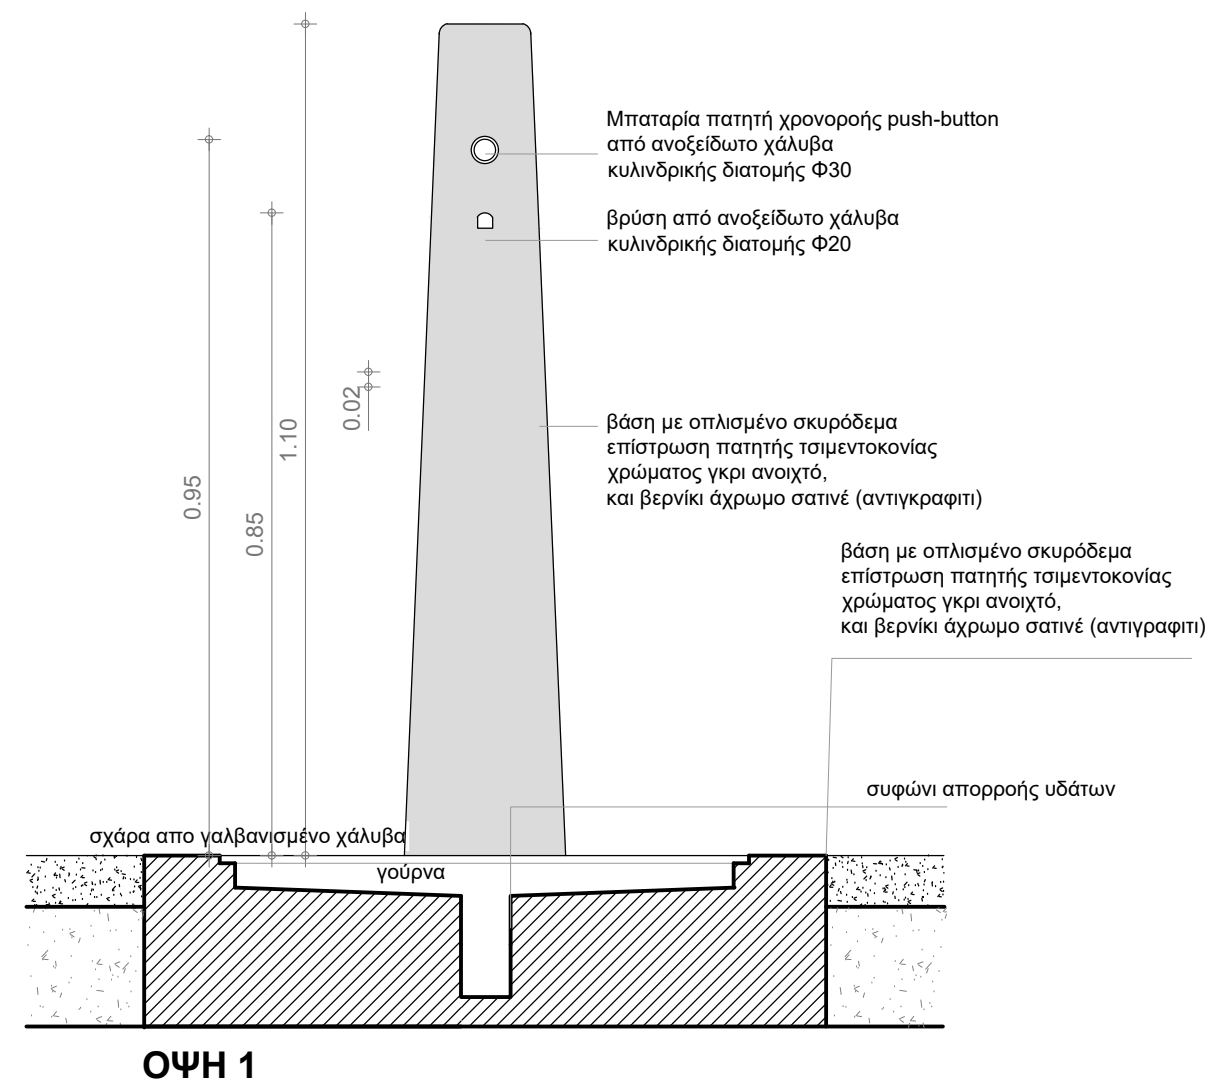 Μπαταρία πατητή χρονοροής push-button
από ανοξείδωτο χάλυβα
κυλινδρικής διατομής Φ30
βρύση από ανοξείδωτο χάλυβα
κυλινδρικής διατομής Φ20
0.02
1.10
0.95
0.85
βάση με οπλισμένο σκυρόδεμα
επίστρωση πατητής τσιμεντοκονίας
χρώματος γκρι ανοιχτό,
και βερνίκι άχρωμο σατινέ (αντιγκραφιτι)
βάση με οπλισμένο σκυρόδεμα
επίστρωση πατητής τσιμεντοκονίας
χρώματος γκρι ανοιχτό,
και βερνίκι άχρωμο σατινέ (αντιγραφιτι)
συφώνι απορροής υδάτων
σχάρα απο γαλβανισμένο χάλυβα
γούρνα
ΟΨΗ 1